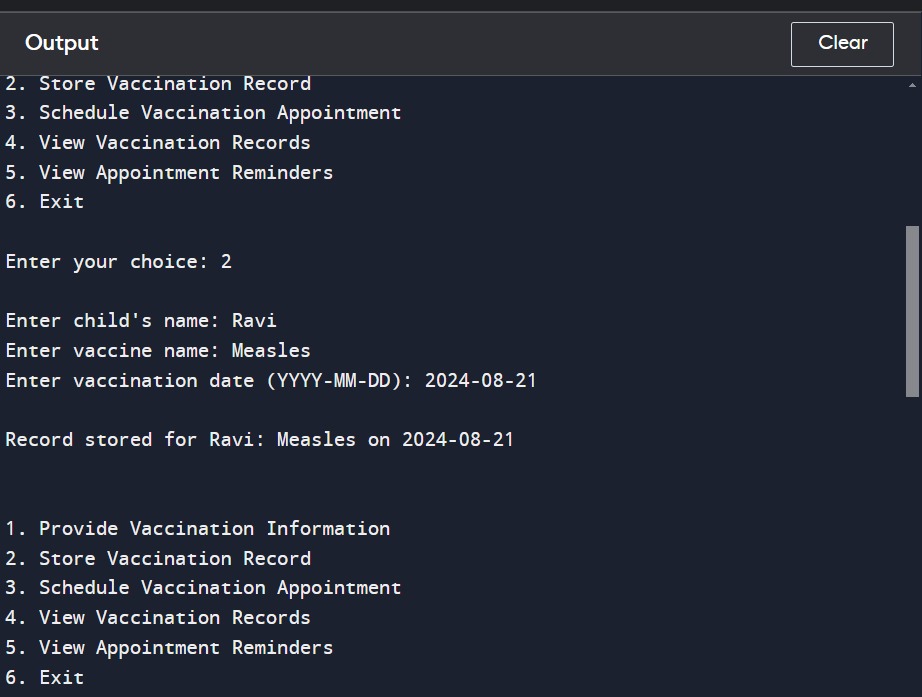 Output
Clear
2. Store Vaccination Record
3. Schedule Vaccination Appointment
4. View Vaccination Records
5. View Appointment Reminders
6. Exit
Enter your choice: 2
Enter child's name: Ravi
Enter vaccine name: Measles
Enter vaccination date (YYYY-MM-DD): 2024-08-21
Record stored for Ravi: Measles on 2024-08-21
1. Provide Vaccination Information
2. Store Vaccination Record
3. Schedule Vaccination Appointment
4. View Vaccination Records
5. View Appointment Reminders
6. Exit